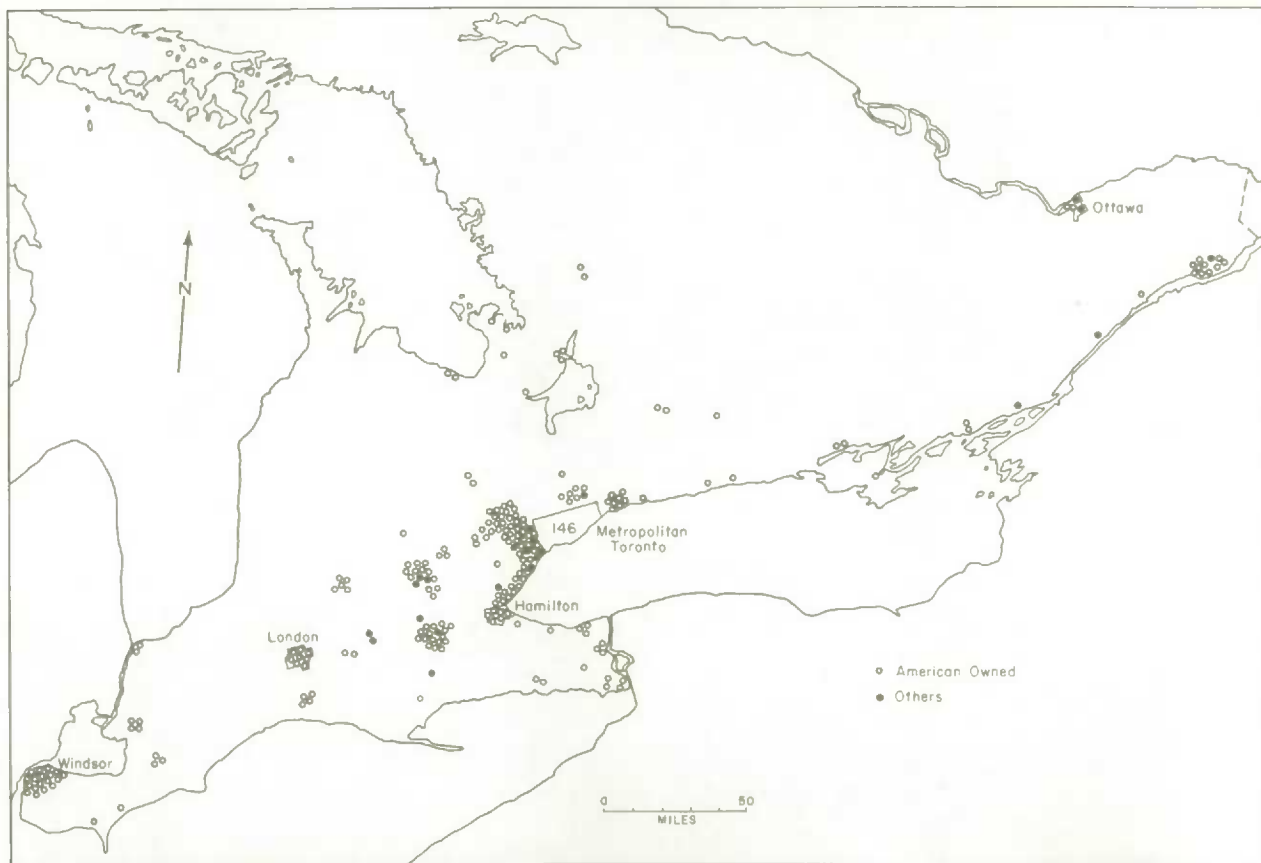 N
Ottawa
146
Metropolitan
Toronto
Hamilton
London
American Owned
Others
Windsor
0 50
MILES